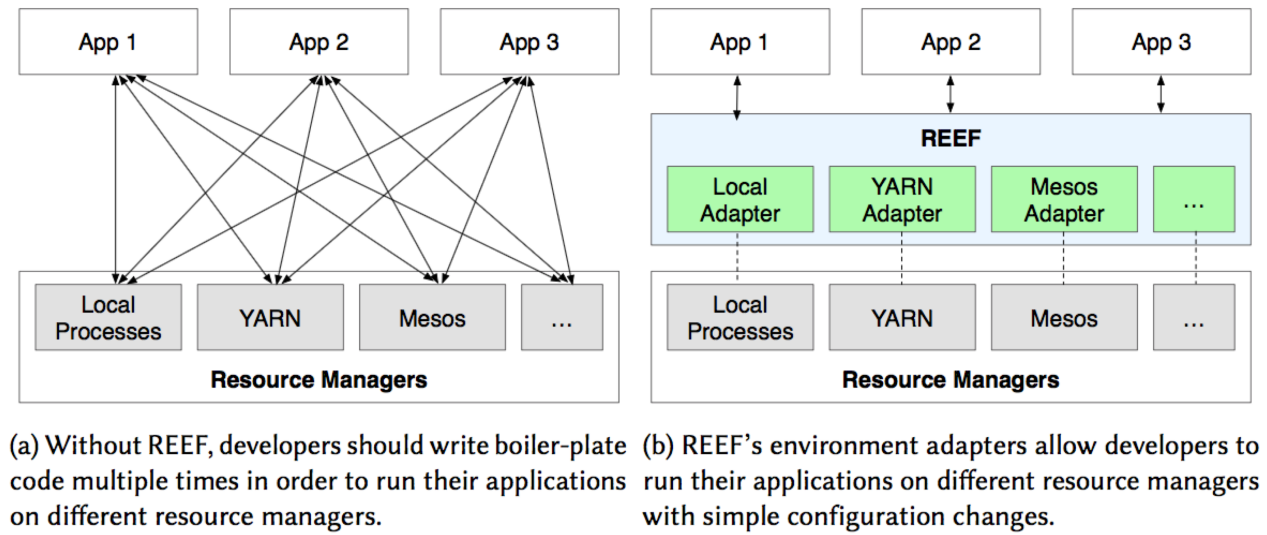 App 1
App 2
App 3
Local
Processes
YARN
Mesos
...
Resource Managers
(a) Without REEF, developers should write boiler-plate
code multiple times in order to run their applications
on different resource managers.
App 1
App 2
App 3
REEF
Local
Adapter
YARN
Adapter
Mesos
Adapter
...
Local
Processes
YARN
Mesos
...
Resource Managers
(b) REEF’s environment adapters allow developers to
run their applications on different resource managers
with simple configuration changes.